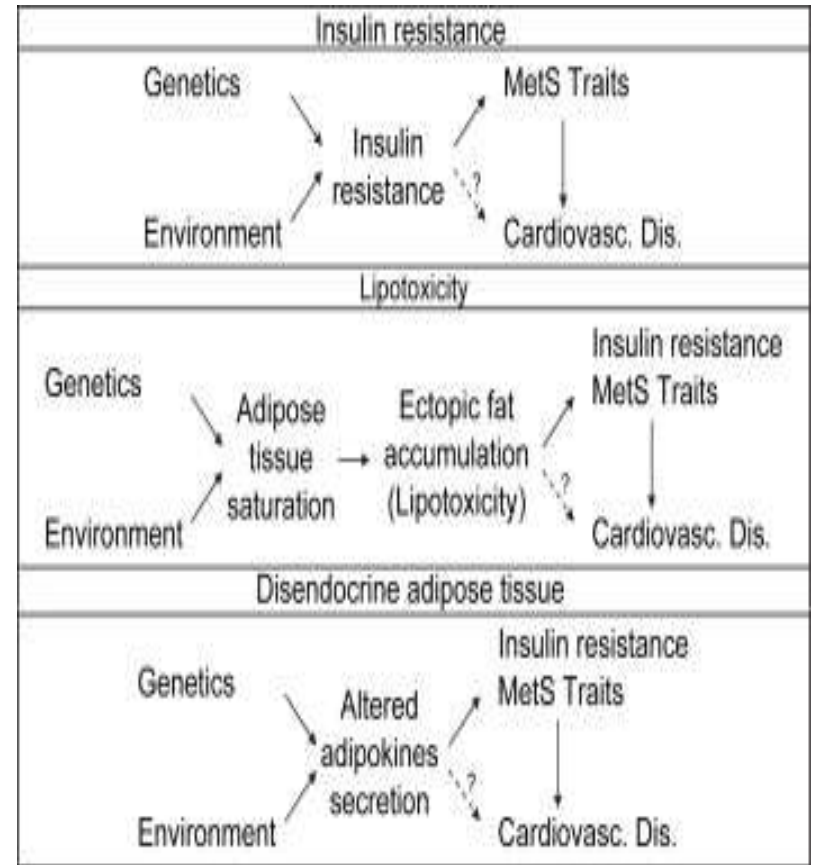 Insulin resistance
Genetics
MetS Traits
Insulin
resistance
?
Environment
Cardiovasc. Dis.
Lipotoxicity
Insulin resistance
MetS Traits
Genetics
Adipose
tissue
saturation
Ectopic fat
accumulation
(Lipotoxicity)
?
Environment
Cardiovasc. Dis.
Disendocrine adipose tissue
Insulin resistance
MetS Traits
Genetics
Altered
adipokines
secretion
?
Environment
Cardiovasc. Dis.